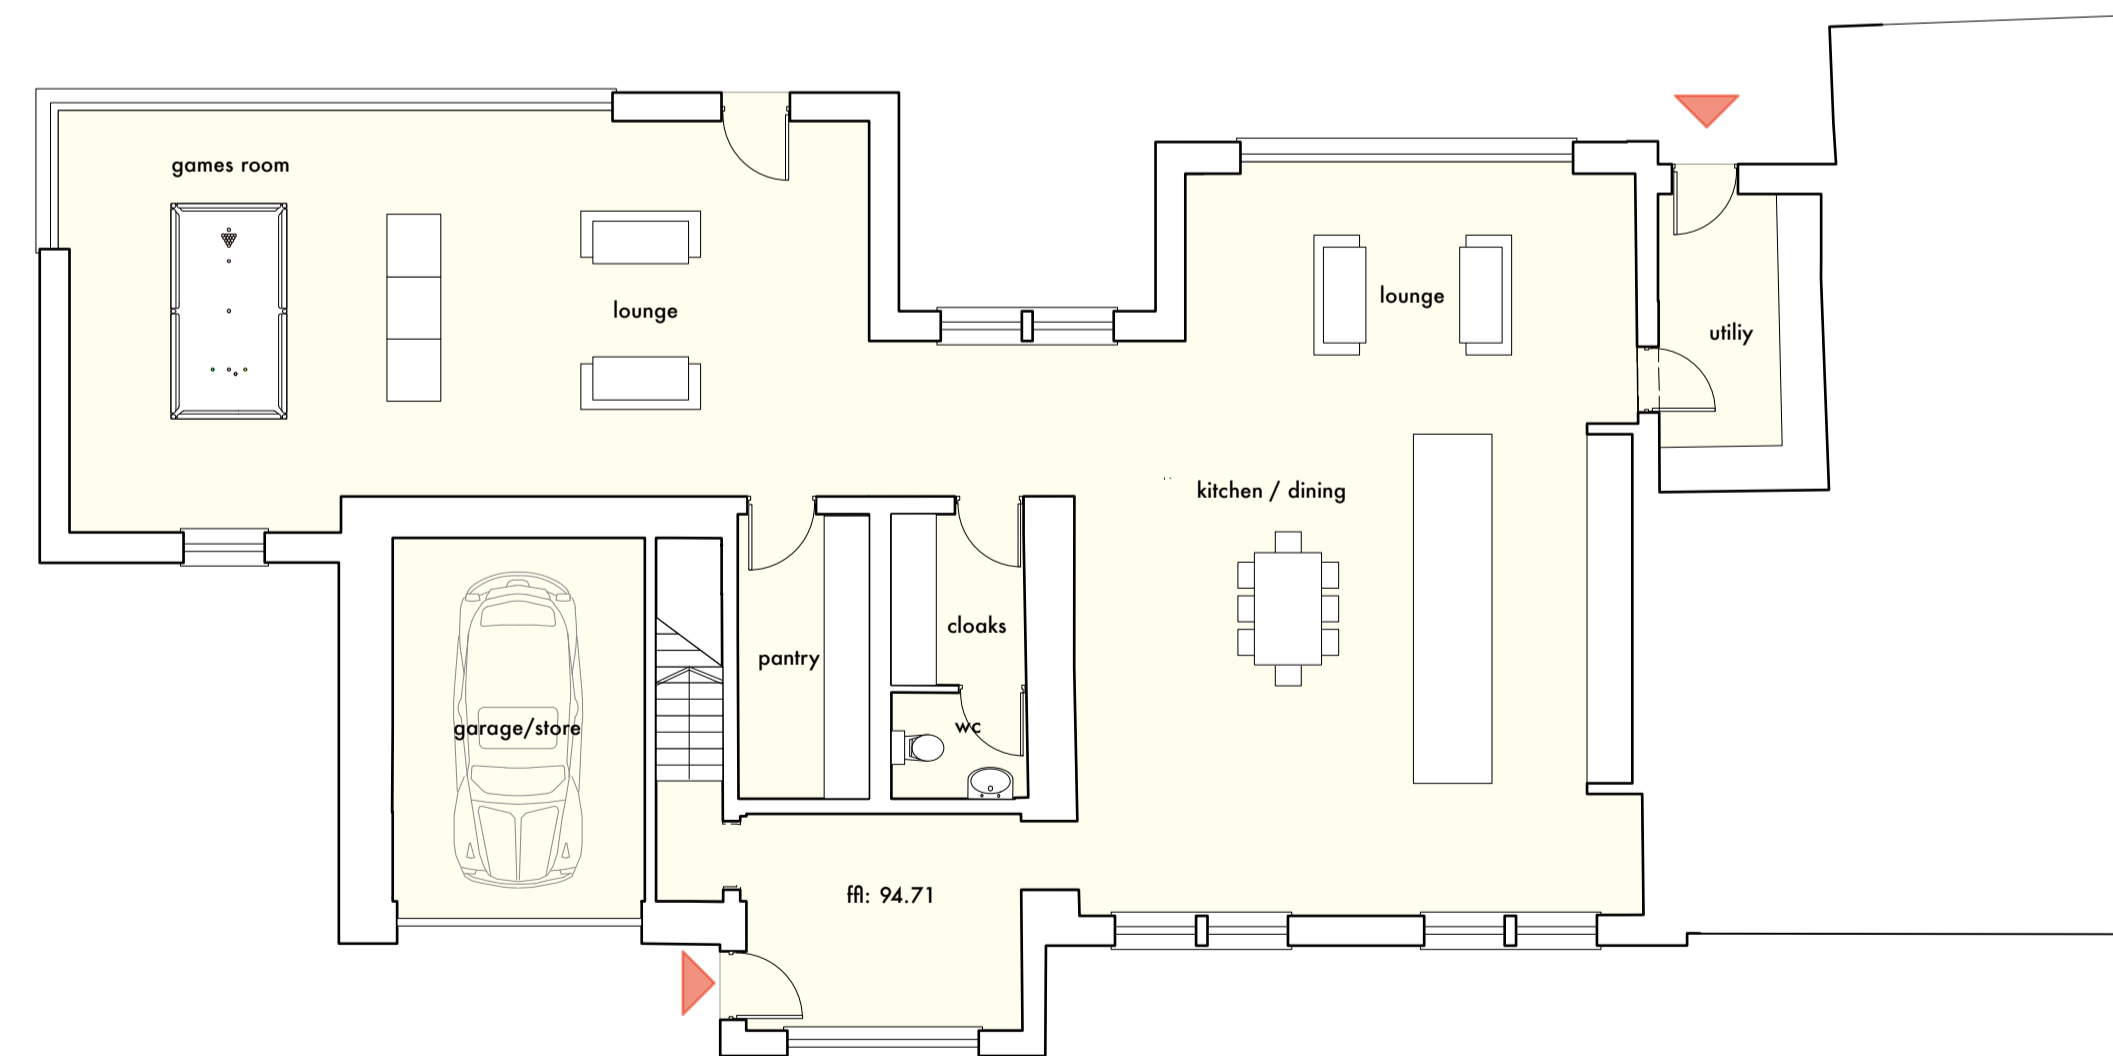 games room
lounge
lounge
utiliy
kitchen / dining
cloaks
pantry
wc
garage/store
ffl: 94.71